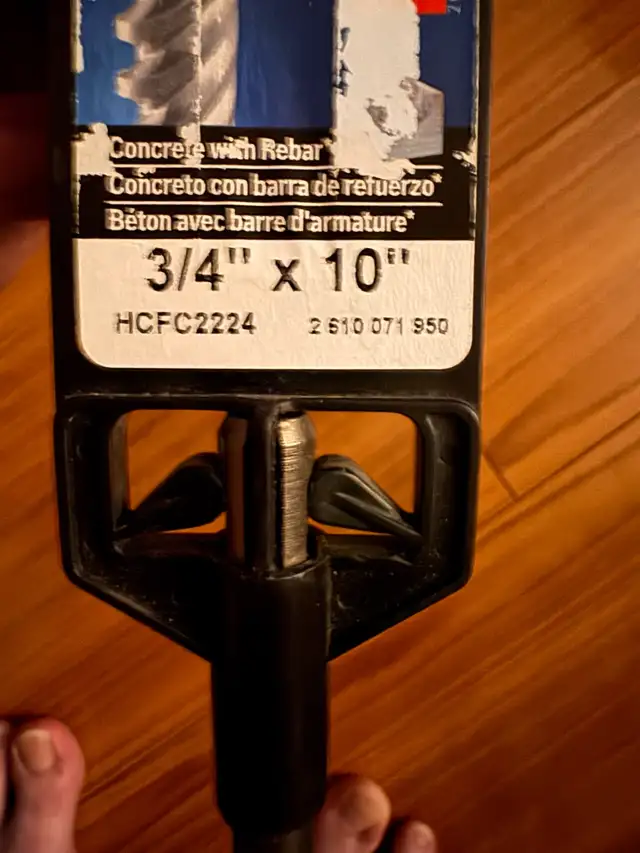 Concrete with Rebar*
Concreto con barra de refuerzo*
Béton avec barre d'armature*
3/4" x 10"
HCFC2224 2 610 071 950